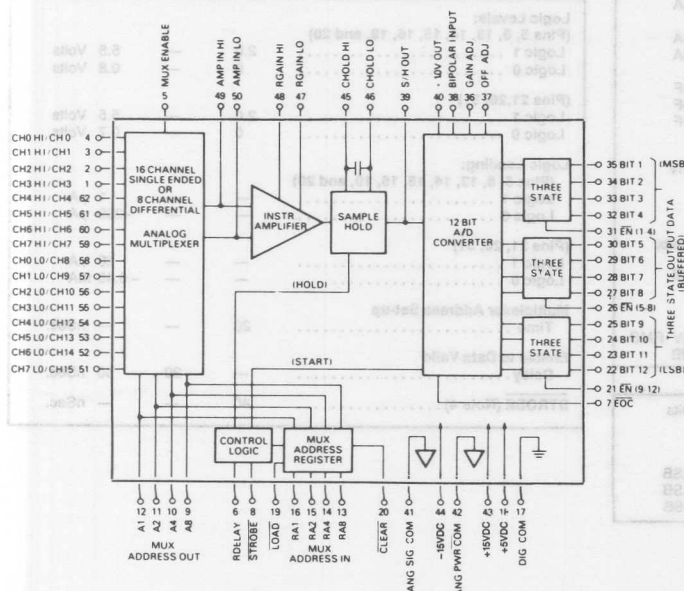 MUX ENABLE
AMP IN HI
AMP IN LO
RGAIN HI
RGAIN LO
CHOLD HI
CHOLD LO
S/H OUT
BIPOLAR INPUT
GAIN ADJ
OFF ADJ
5 49 50 48 47 45 46 39 40 38 36 37
CH0 HI/CH0 4
CH1 HI/CH1 3
CH2 HI/CH2 2
CH3 HI/CH3 1
CH4 HI/CH4 62
CH5 HI/CH5 61
CH6 HI/CH6 60
CH7 HI/CH7 59
CH0 LO/CH8 58
CH1 LO/CH9 57
CH2 LO/CH10 56
CH3 LO/CH11 55
CH4 LO/CH11 54
CH5 LO/CH13 53
CH6 LO/CH14 52
CH7 LO/CH15 51
16 CHANNEL
SINGLE ENDED
OR
8 CHANNEL
DIFFERENTIAL
ANALOG
MULTIPLEXER
INSTR
AMPLIFIER
SAMPLE
HOLD
12 BIT
A/D
CONVERTER
THREE
STATE
THREE
STATE
THREE
STATE
(HOLD)
(START)
CONTROL
LOGIC
MUX
ADDRESS
REGISTER
35 BIT 1 (MSB)
34 BIT 2
33 BIT 3
32 BIT 4
31 EN (1-4)
30 BIT 5
29 BIT 6
28 BIT 7
27 BIT 8
26 EN (5-8)
25 BIT 9
24 BIT 10
23 BIT 11
22 BIT 12 (LSB)
21 EN (9-12)
7 EOC
THREE STATE OUT DATA
(BUFFERED)
12 11 10 9 6 8 19 16 15 14 13 20 41 44 42 43 17
A1
A2
A4
A8
RDELAY
STROBE
LOAD
RA1
RA2
RA4
RA8
CLEAR
ANG SIG COM
-15VDC
ANG PWR COM
+15VDC
+5VDC
DIG COM
MUX
ADDRESS OUT
MUX
ADDRESS IN